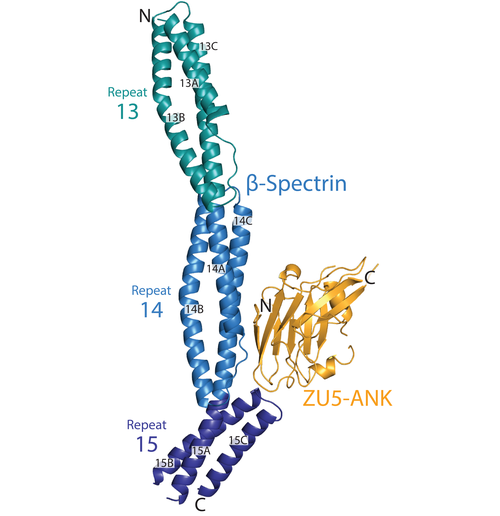 N
13C
13A
Repeat
13
13B
β-Spectrin
14C
14A
Repeat
14
14B
N
C
ZU5-ANK
Repeat
15
15B
15A
15C
C